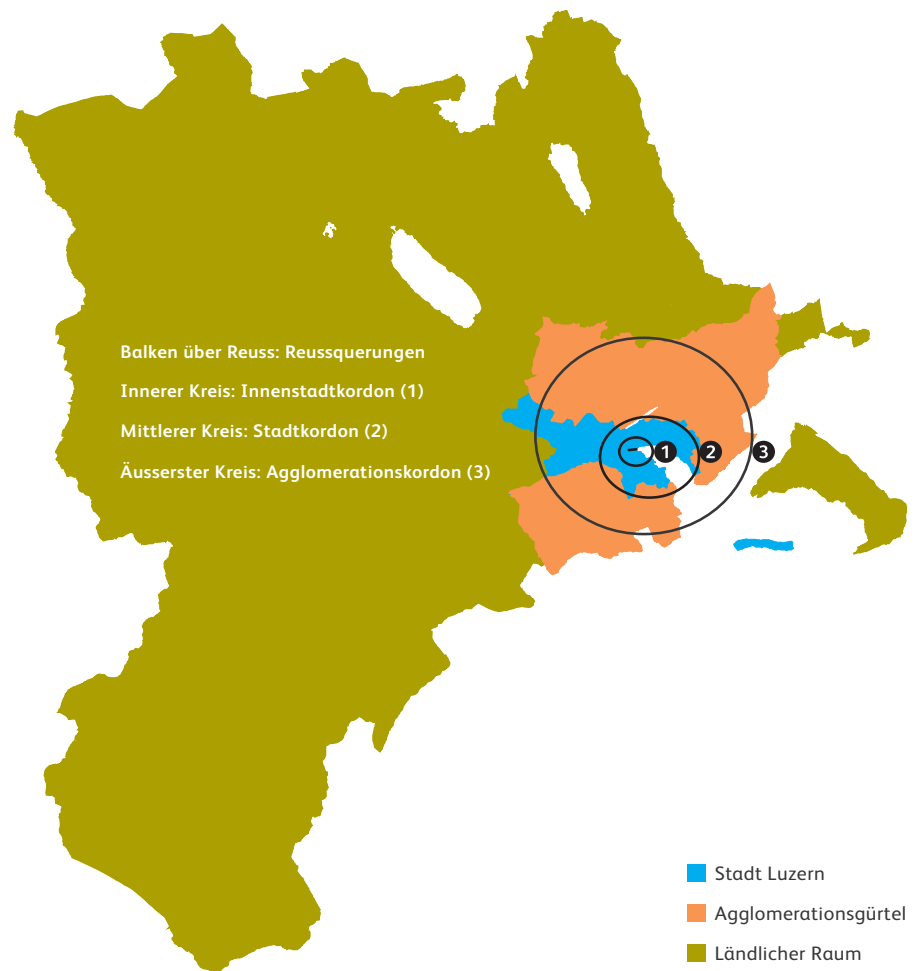 Balken über Reuss: Reussquerungen
Innerer Kreis: Innenstadtkordon (1)
Mittlerer Kreis: Stadtkordon (2)
Äusserster Kreis: Agglomerationskordon (3)
1 2 3
Stadt Luzern
Agglomerationsgürtel
Ländlicher Raum